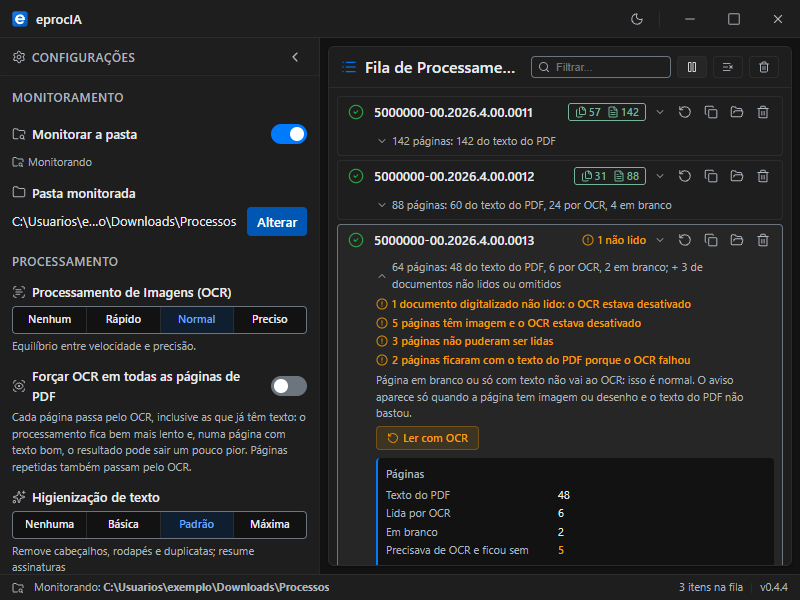 eprocIA
CONFIGURAÇÕES
MONITORAMENTO
Monitorar a pasta
Monitorando
Pasta monitorada
C:\Usuarios\e...o\Downloads\Processos
Alterar
PROCESSAMENTO
Processamento de Imagens (OCR)
Nenhum Rápido Normal Preciso
Equilíbrio entre velocidade e precisão.
Forçar OCR em todas as páginas de
PDF
Cada página passa pelo OCR, inclusive as que já têm texto: o
processamento fica bem mais lento e, numa página com
texto bom, o resultado pode sair um pouco pior. Páginas
repetidas também passam pelo OCR.
Higienização de texto
Nenhuma Básica Padrão Máxima
Remove cabeçalhos, rodapés e duplicatas; resume
assinaturas
Fila de Processame...
Filtrar...
5000000-00.2026.4.00.0011 57 142
142 páginas: 142 do texto do PDF
5000000-00.2026.4.00.0012 31 88
88 páginas: 60 do texto do PDF, 24 por OCR, 4 em branco
5000000-00.2026.4.00.0013 1 não lido
64 páginas: 48 do texto do PDF, 6 por OCR, 2 em branco; + 3 de
documentos não lidos ou omitidos
1 documento digitalizado não lido: o OCR estava desativado
5 páginas têm imagem e o OCR estava desativado
3 páginas não puderam ser lidas
2 páginas ficaram com o texto do PDF porque o OCR falhou
Página em branco ou só com texto não vai ao OCR: isso é normal. O aviso
aparece só quando a página tem imagem ou desenho e o texto do PDF não
bastou.
Ler com OCR
Páginas
Texto do PDF 48
Lida por OCR 6
Em branco 2
Precisava de OCR e ficou sem 5
Monitorando: C:\Usuarios\exemplo\Downloads\Processos
3 itens na fila
v0.4.4